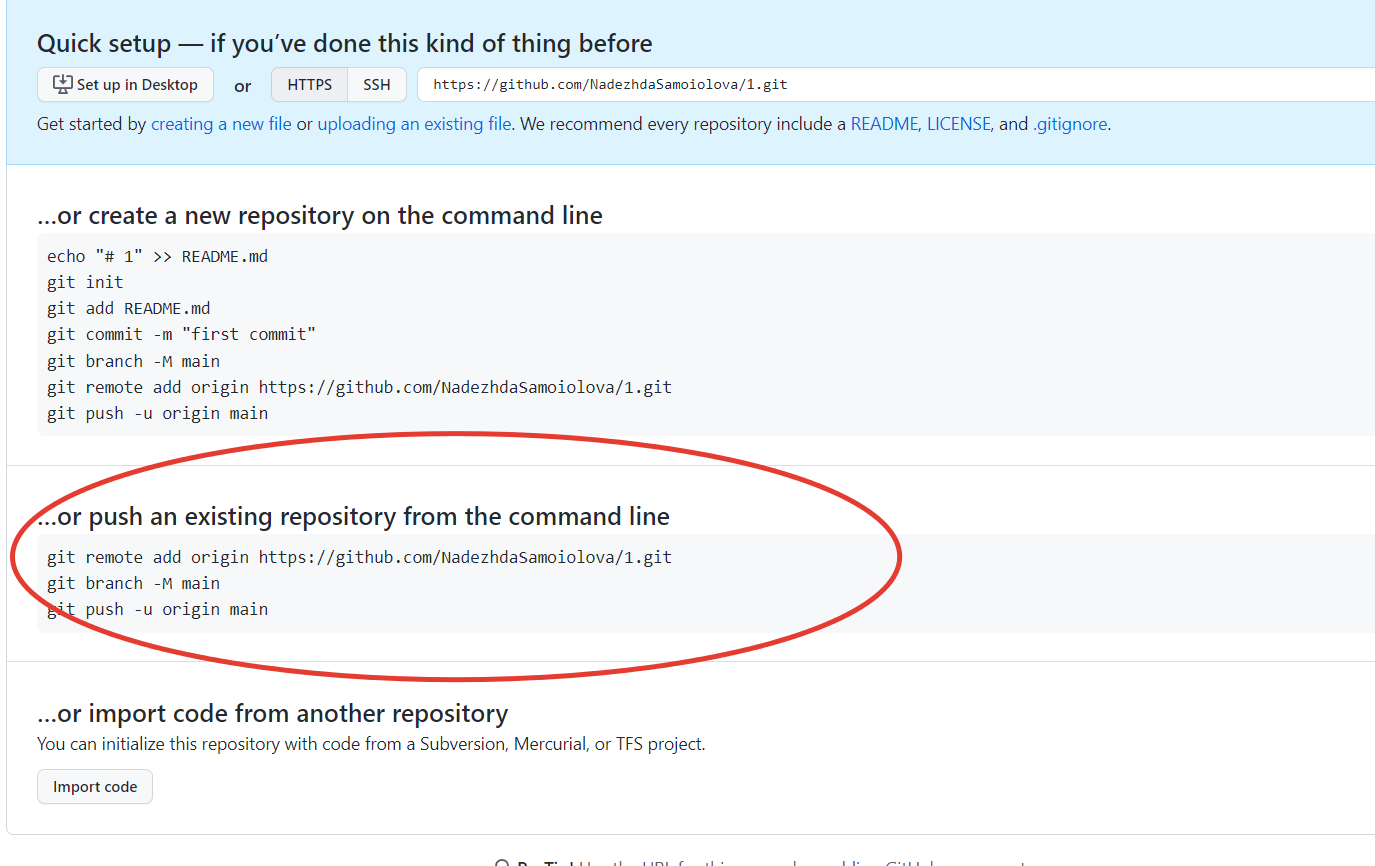 Quick setup — if you’ve done this kind of thing before
Set up in Desktop or HTTPS SSH https://github.com/NadezhdaSamoiolova/1.git
Get started by creating a new file or uploading an existing file. We recommend every repository include a README, LICENSE, and .gitignore.
…or create a new repository on the command line
echo "# 1" >> README.md
git init
git add README.md
git commit -m "first commit"
git branch -M main
git remote add origin https://github.com/NadezhdaSamoiolova/1.git
git push -u origin main
…or push an existing repository from the command line
git remote add origin https://github.com/NadezhdaSamoiolova/1.git
git branch -M main
git push -u origin main
…or import code from another repository
You can initialize this repository with code from a Subversion, Mercurial, or TFS project.
Import code